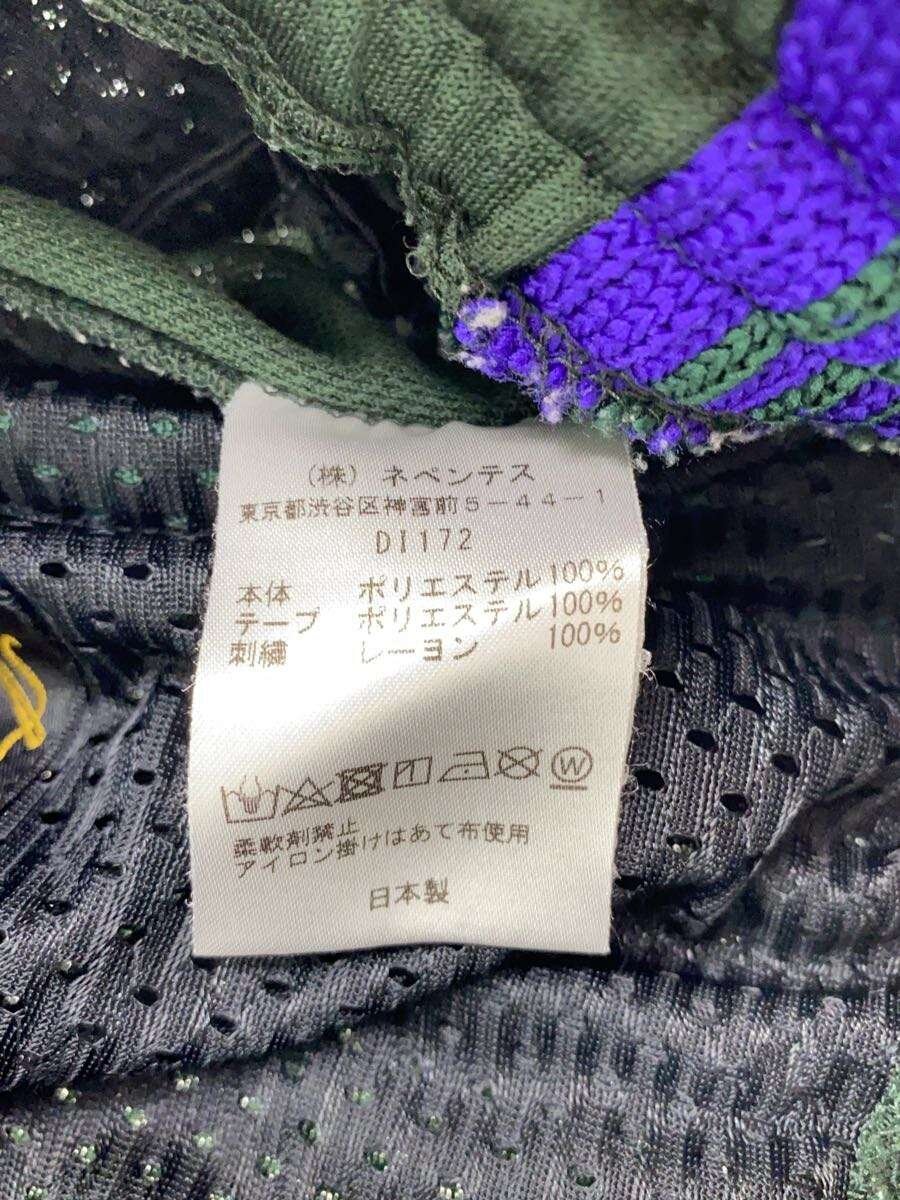 （株）ネペンテス
東京都渋谷区神宮前5－44－1
DI172
本体 ポリエステル100%
テープ ポリエステル100%
刺繍 レーヨン 100%
W
柔軟剤禁止
アイロン掛けはあて布使用
日本製